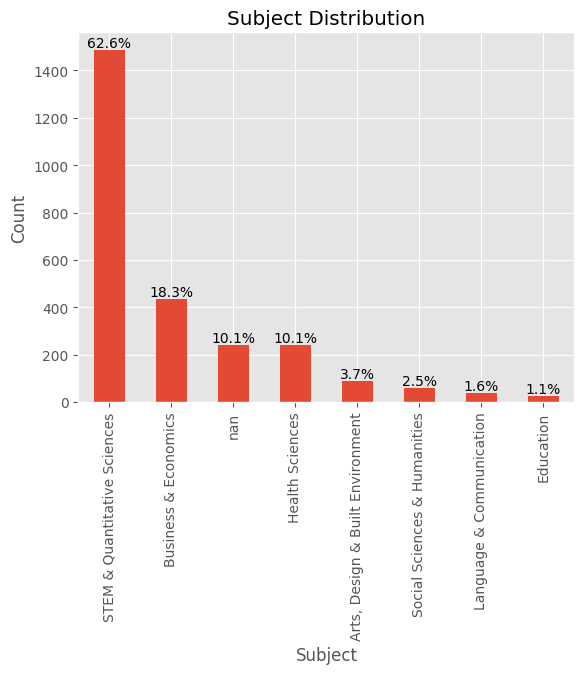 Subject Distribution
62.6%
18.3%
10.1%
10.1%
3.7%
2.5%
1.6%
1.1%
1400
1200
1000
800
600
400
200
0
Count
STEM & Quantitative Sciences
Business & Economics
nan
Health Sciences
Arts, Design & Built Environment
Social Sciences & Humanities
Language & Communication
Education
Subject